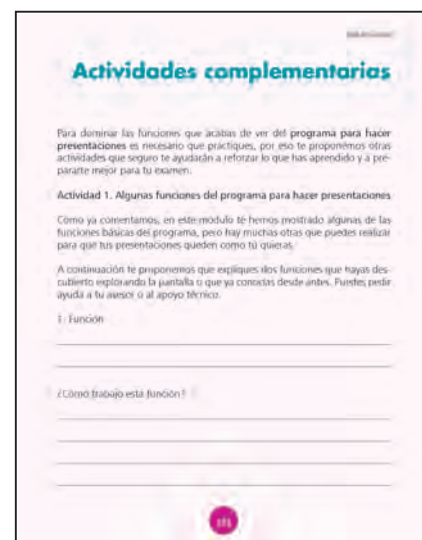 Actividades complementarias
Para dominar las funciones que acabas de ver del programa para hacer
presentaciones es necesario que practiques, por eso te proponemos otras
actividades que seguro te ayudarán a reforzar lo que has aprendido y a pre-
pararte mejor para tu examen.
Actividad 1. Algunas funciones del programa para hacer presentaciones
Como ya comentamos, en este módulo te hemos mostrado algunas de las
funciones básicas del programa, pero hay muchas otras que puedes realizar
para que tus presentaciones queden como tú quieras.
A continuación te proponemos que expliques dos funciones que hayas des-
cubierto explorando la pantalla o que ya conocías desde antes. Puedes pedir
ayuda a tu asesor o al apoyo técnico.
1. Función
¿Cómo trabajo esta función?